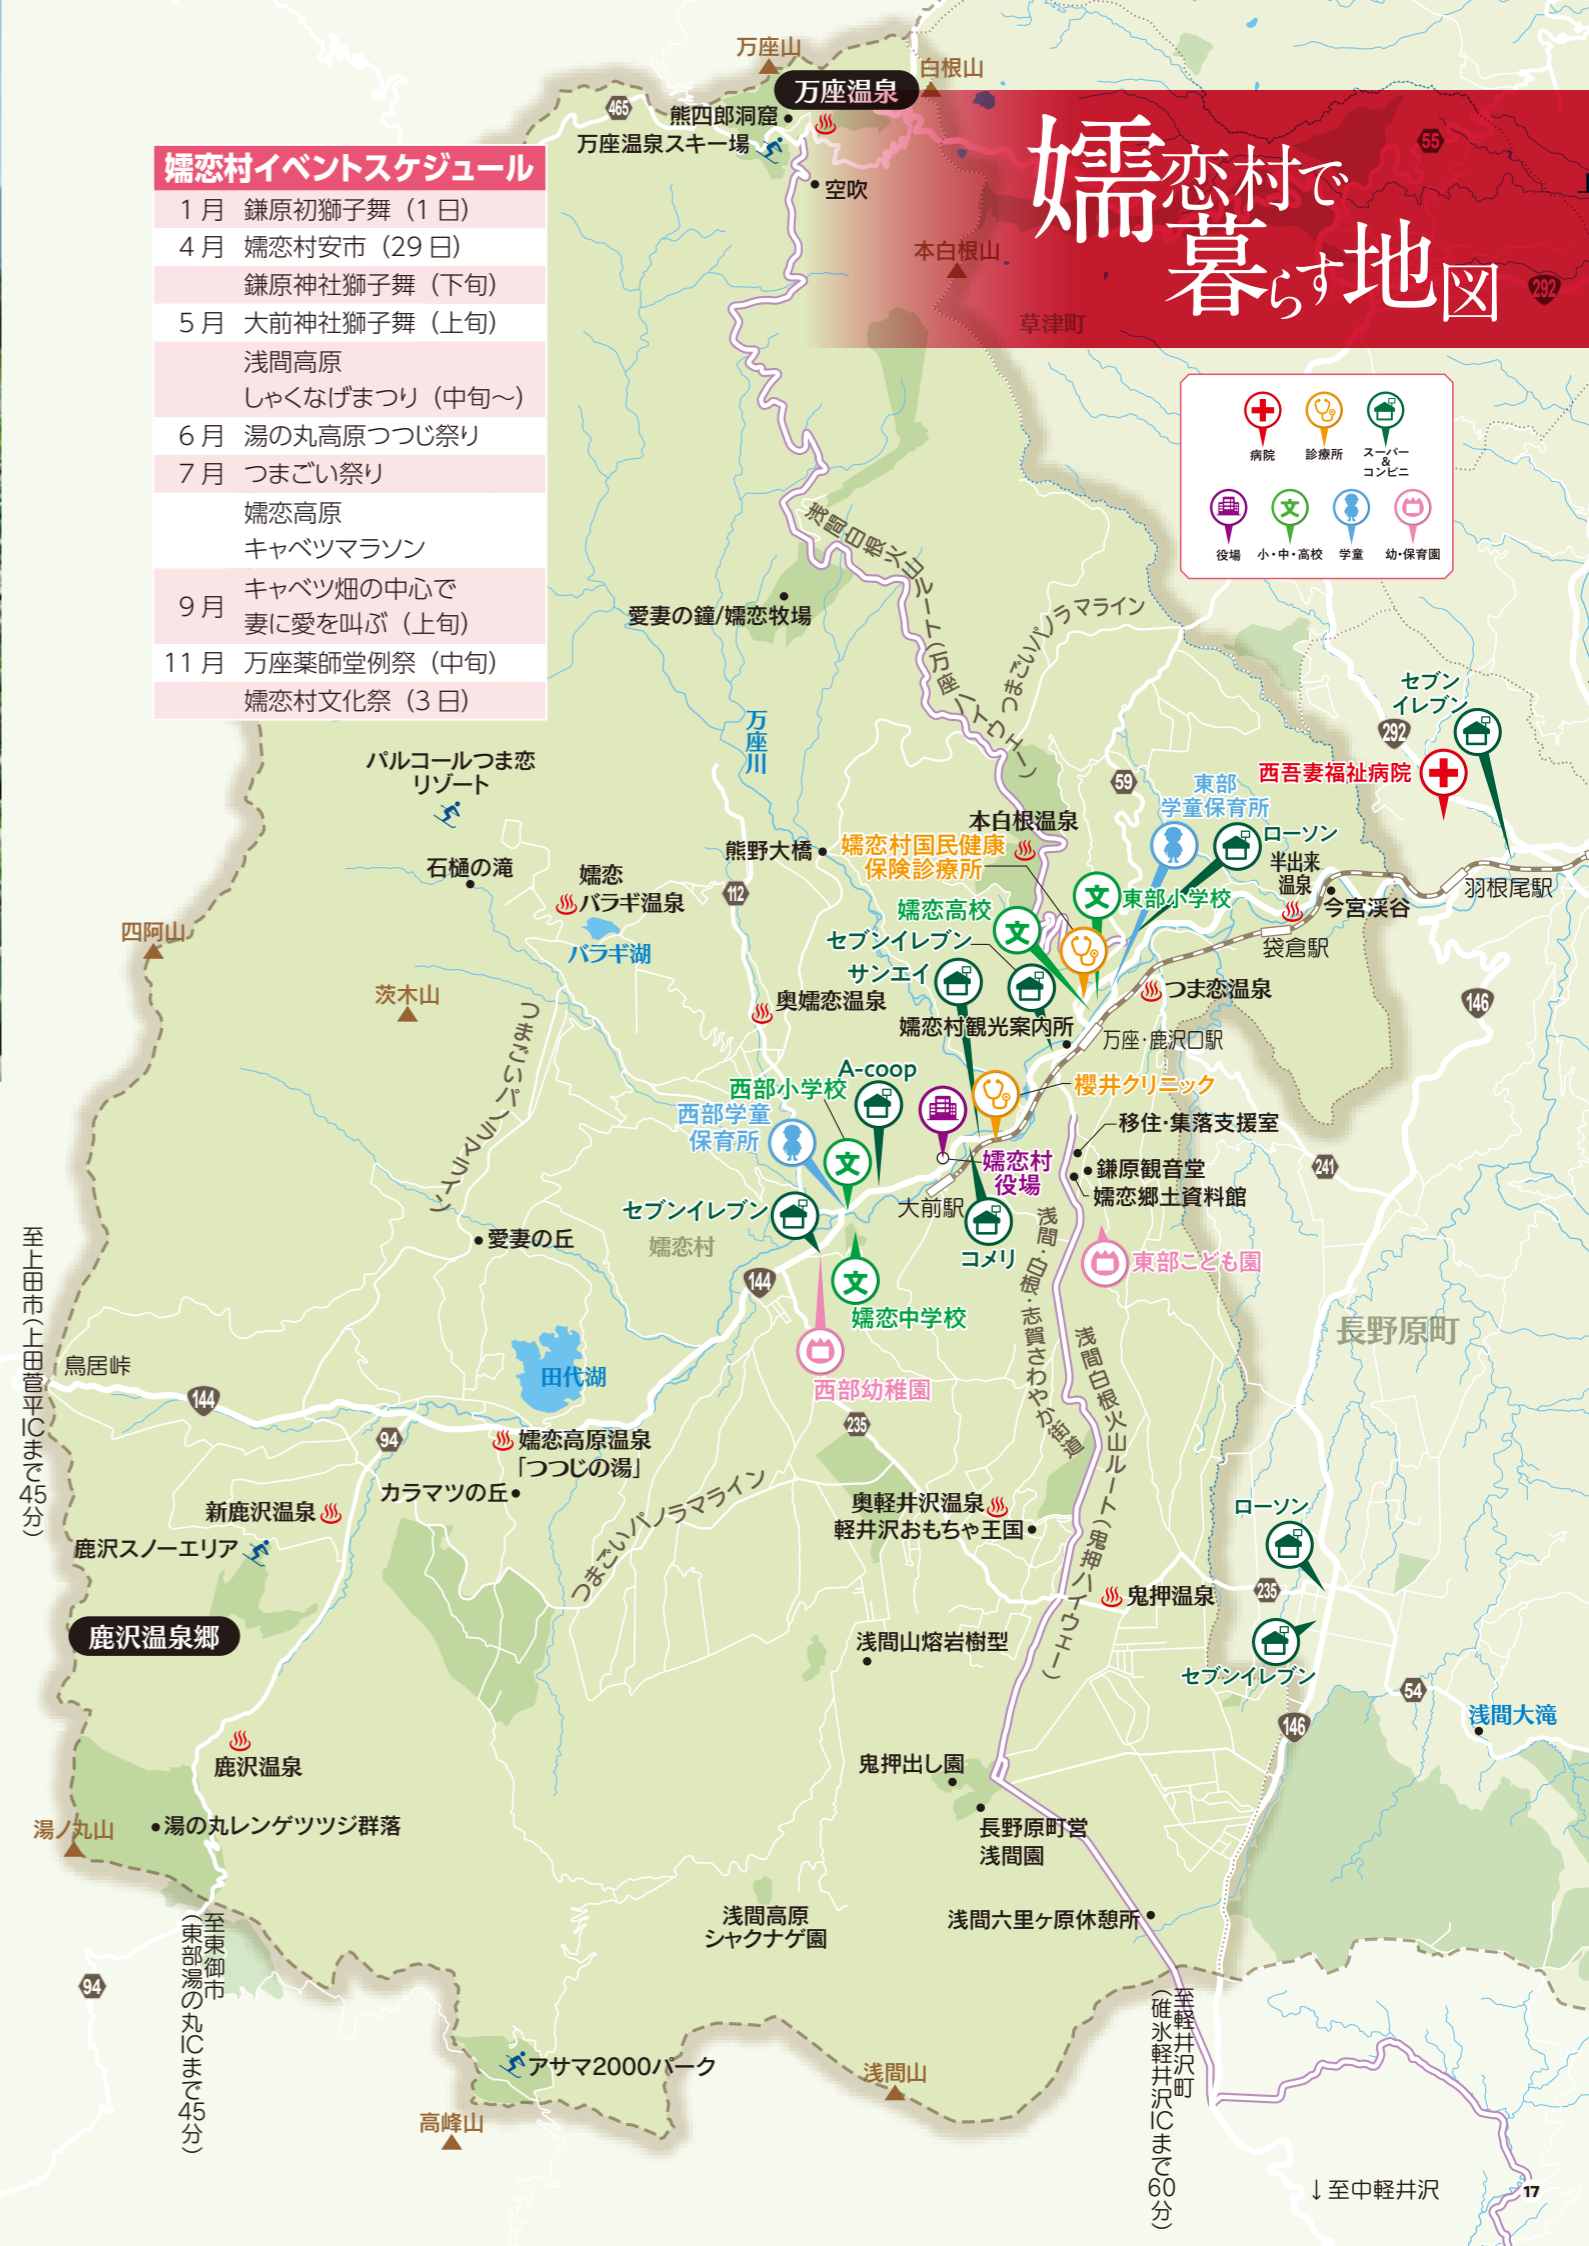 嬬恋村で
暮らす地図
嬬恋村イベントスケジュール
1月 鎌原初獅子舞（1日）
4月 嬬恋村安市（29日）
鎌原神社獅子舞（下旬）
5月 大前神社獅子舞（上旬）
浅間高原
しゃくなげまつり（中旬〜）
6月 湯の丸高原つつじ祭り
7月 つまごい祭り
嬬恋高原
キャベツマラソン
9月 キャベツ畑の中心で
妻に愛を叫ぶ（上旬）
11月 万座薬師堂例祭（中旬）
嬬恋村文化祭（3日）
病院
診療所
スーパー
&
コンビニ
役場
小・中・高校
学童
幼・保育園
万座山
白根山
万座温泉
465
熊四郎洞窟
万座温泉スキー場
空吹
本白根山
草津町
55
292
浅間白根火山ルート（万座ハイウェー）
つまごいパノラマライン
愛妻の鐘/嬬恋牧場
万座川
セブン
イレブン
292
西吾妻福祉病院
59
東部
学童保育所
ローソン
半出来
温泉
今宮渓谷
羽根尾駅
袋倉駅
パルコールつま恋
リゾート
石樋の滝
嬬恋
バラギ温泉
バラギ湖
熊野大橋
112
本白根温泉
嬬恋村国民健康
保険診療所
東部小学校
嬬恋高校
セブンイレブン
サンエイ
つま恋温泉
奥嬬恋温泉
嬬恋村観光案内所
万座・鹿沢口駅
146
四阿山
茨木山
つまごいパノラマライン
A-coop
西部小学校
西部学童
保育所
櫻井クリニック
移住・集落支援室
嬬恋村
役場
鎌原観音堂
嬬恋郷土資料館
241
大前駅
セブンイレブン
嬬恋村
コメリ
愛妻の丘
144
嬬恋中学校
東部こども園
西部幼稚園
浅間・白根・志賀さわやか街道
浅間白根火山ルート（鬼押ハイウェー）
長野原町
至上田市（上田菅平ICまで45分）
鳥居峠
144
田代湖
94
嬬恋高原温泉
「つつじの湯」
235
カラマツの丘
新鹿沢温泉
鹿沢スノーエリア
つまごいパノラマライン
奥軽井沢温泉
軽井沢おもちゃ王国
ローソン
235
鬼押温泉
セブンイレブン
鹿沢温泉郷
浅間山熔岩樹型
54
浅間大滝
146
鹿沢温泉
鬼押出し園
湯ノ丸山
湯の丸レンゲツツジ群落
長野原町営
浅間園
浅間高原
シャクナゲ園
浅間六里ヶ原休憩所
至東御市
（東部湯の丸ICまで45分）
94
至軽井沢町
（碓氷軽井沢ICまで60分）
アサマ2000パーク
浅間山
高峰山
↓至中軽井沢
17